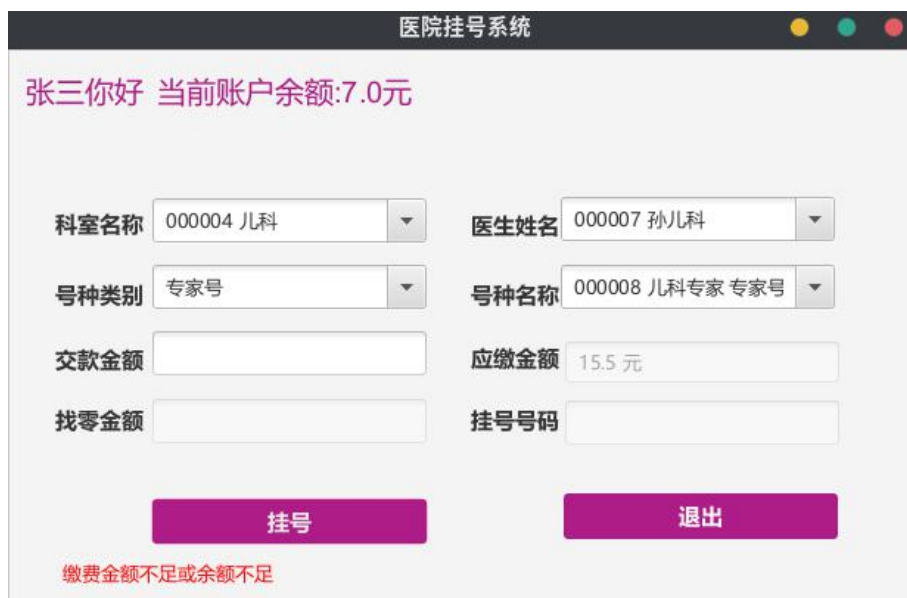 医院挂号系统
张三你好 当前账户余额:7.0元
科室名称 000004 儿科 医生姓名 000007 孙儿科
号种类别 专家号 号种名称 000008 儿科专家 专家号
交款金额 应缴金额 15.5 元
找零金额 挂号号码
挂号 退出
缴费金额不足或余额不足